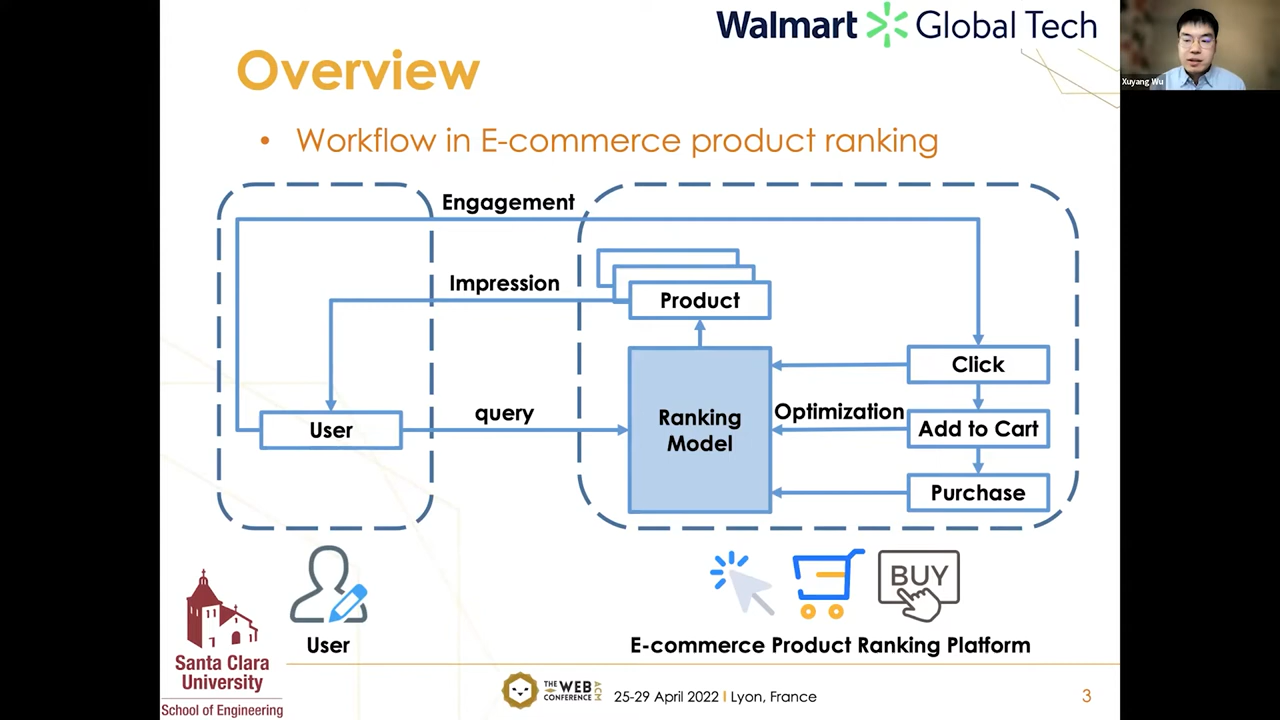 Walmart Global Tech
Xuyang Wu
Overview
• Workflow in E-commerce product ranking
Engagement
Impression
Product
Click
query
Ranking
Model
Optimization
Add to Cart
User
Purchase
BUY
User
E-commerce Product Ranking Platform
Santa Clara
University
School of Engineering
THE WEB
CONFERENCE
ACM
25-29 April 2022 I Lyon, France
3